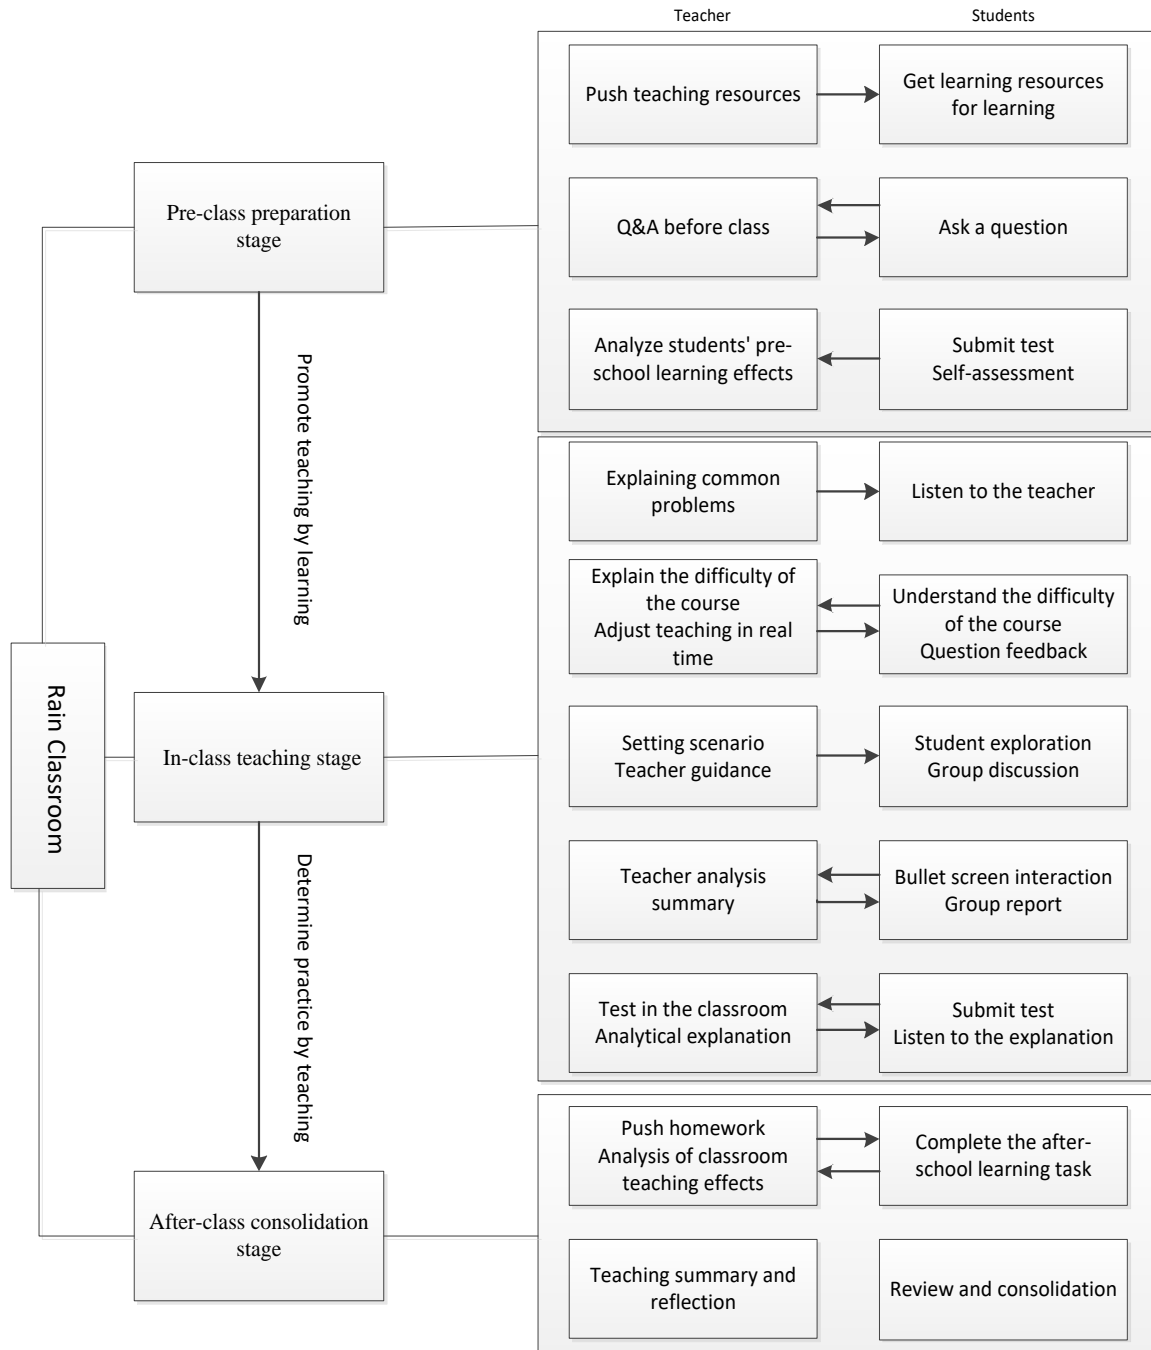 Teacher
Students
Push teaching resources
Get learning resources
for learning
Pre-class preparation
stage
Q&A before class
Ask a question
Analyze students' pre-
school learning effects
Submit test
Self-assessment
Promote teaching by learning
Explaining common
problems
Listen to the teacher
Explain the difficulty of
the course
Adjust teaching in real
time
Understand the difficulty
of the course
Question feedback
Rain Classroom
In-class teaching stage
Setting scenario
Teacher guidance
Student exploration
Group discussion
Teacher analysis
summary
Bullet screen interaction
Group report
Determine practice by teaching
Test in the classroom
Analytical explanation
Submit test
Listen to the explanation
Push homework
Analysis of classroom
teaching effects
Complete the after-
school learning task
After-class consolidation
stage
Teaching summary and
reflection
Review and consolidation